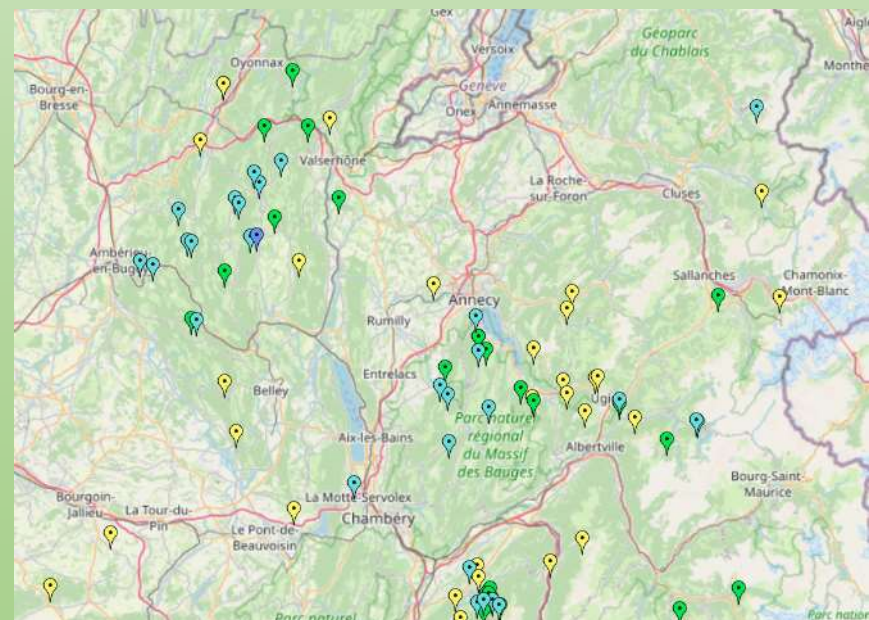 Gex
Géoparc
du Chablais
Aigle
Oyonnax
Versoix
Monthe
Bourg-en-
Bresse
Genève
Onex
Annemasse
Valserhône
La Roche-
sur-Foron
Cluses
Ambérieu-
en-Bugey
Sallanches
Chamonix-
Mont-Blanc
Annecy
Rumilly
Entrelacs
Belley
Ugine
Parc naturel
régional
du Massif
des Bauges
Aix-les-Bains
Albertville
Bourg-Saint-
Maurice
Bourgoin-
Jallieu
La Tour-du-
Pin
La Motte-Servolex
Chambéry
Le Pont-de-
Beauvoisin
Parc naturel
Parc nation